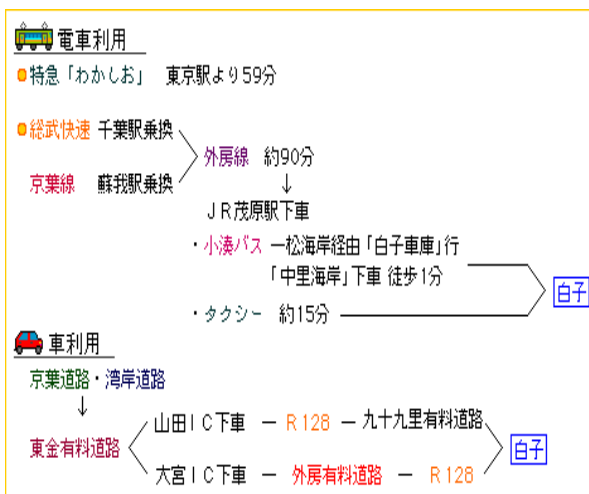 電車利用
特急「わかしお」 東京駅より59分
総武快速 千葉駅乗換
京葉線 蘇我駅乗換
外房線 約90分
↓
JR茂原駅下車
・小湊バス 一松海岸経由「白子車庫」行
「中里海岸」下車 徒歩1分
・タクシー 約15分
白子
車利用
京葉道路・湾岸道路
↓
東金有料道路
山田IC下車 ― R128 ― 九十九里有料道路
大宮IC下車 ― 外房有料道路 ― R128
白子